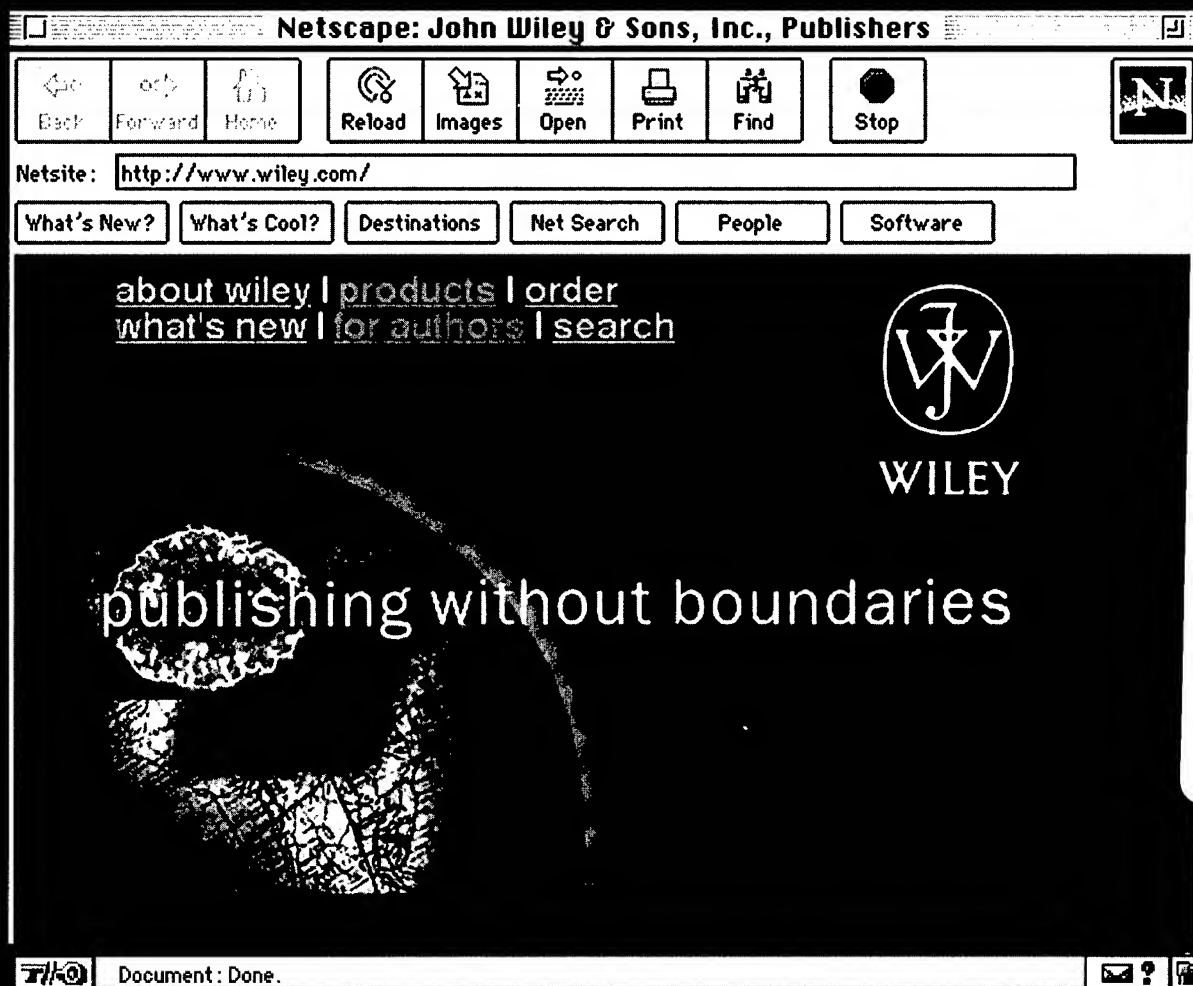 Netscape: John Wiley & Sons, Inc., Publishers
Back Forward Home Reload Images Open Print Find Stop N
Netsite: http://www.wiley.com/
What's New? What's Cool? Destinations Net Search People Software
about wiley | products | order
what's new | for authors | search
WILEY
publishing without boundaries
Document: Done. ?